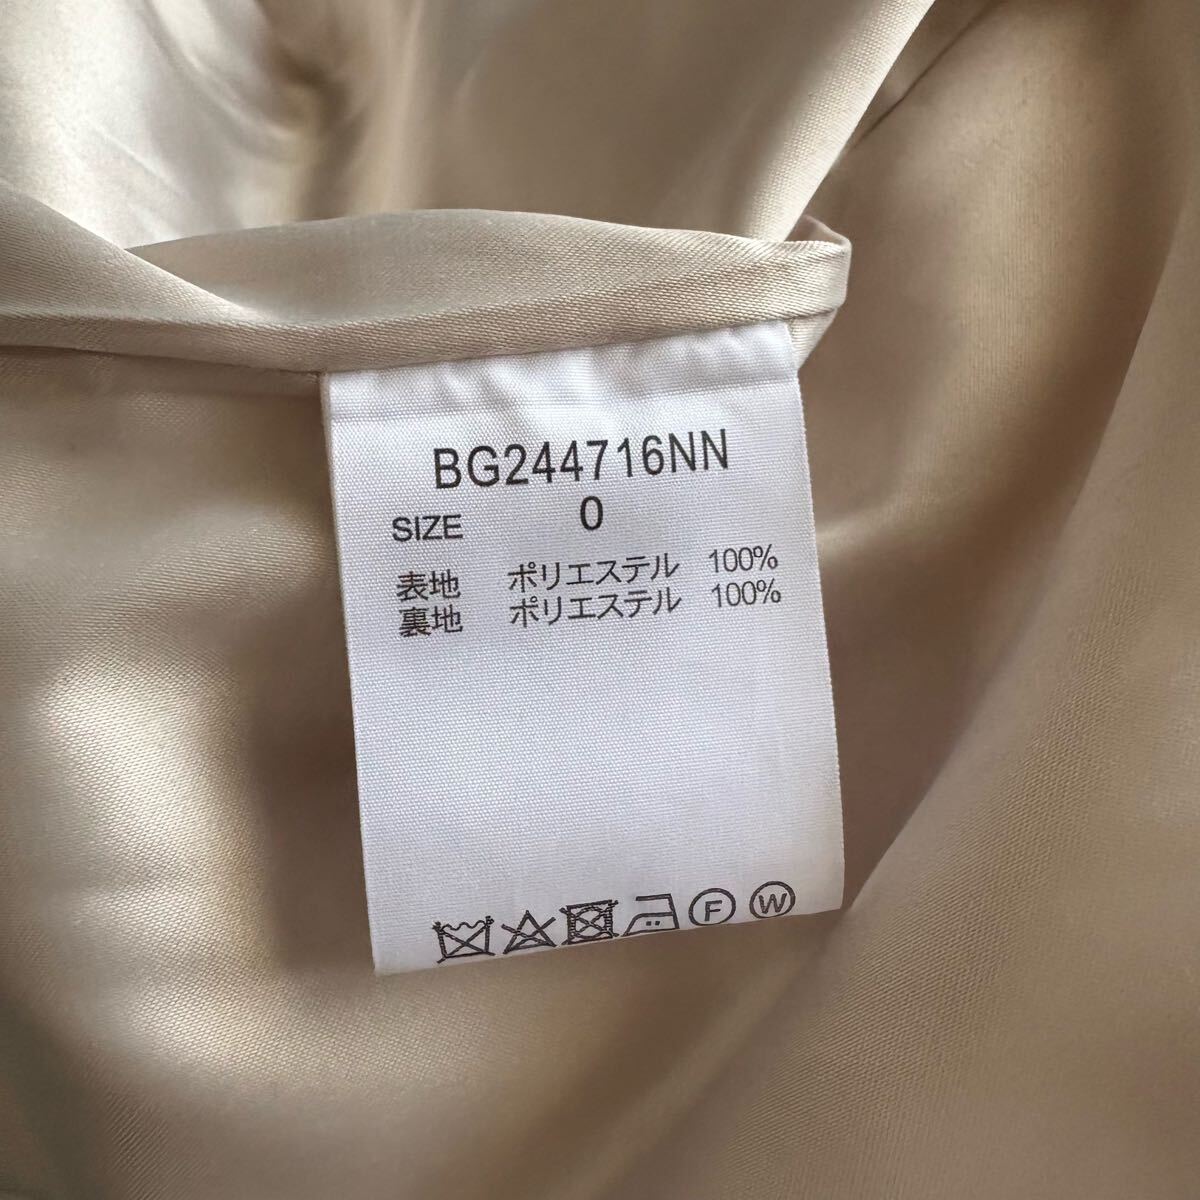 BG244716NN
SIZE 0
表地 ポリエステル 100%
裏地 ポリエステル 100%
F W